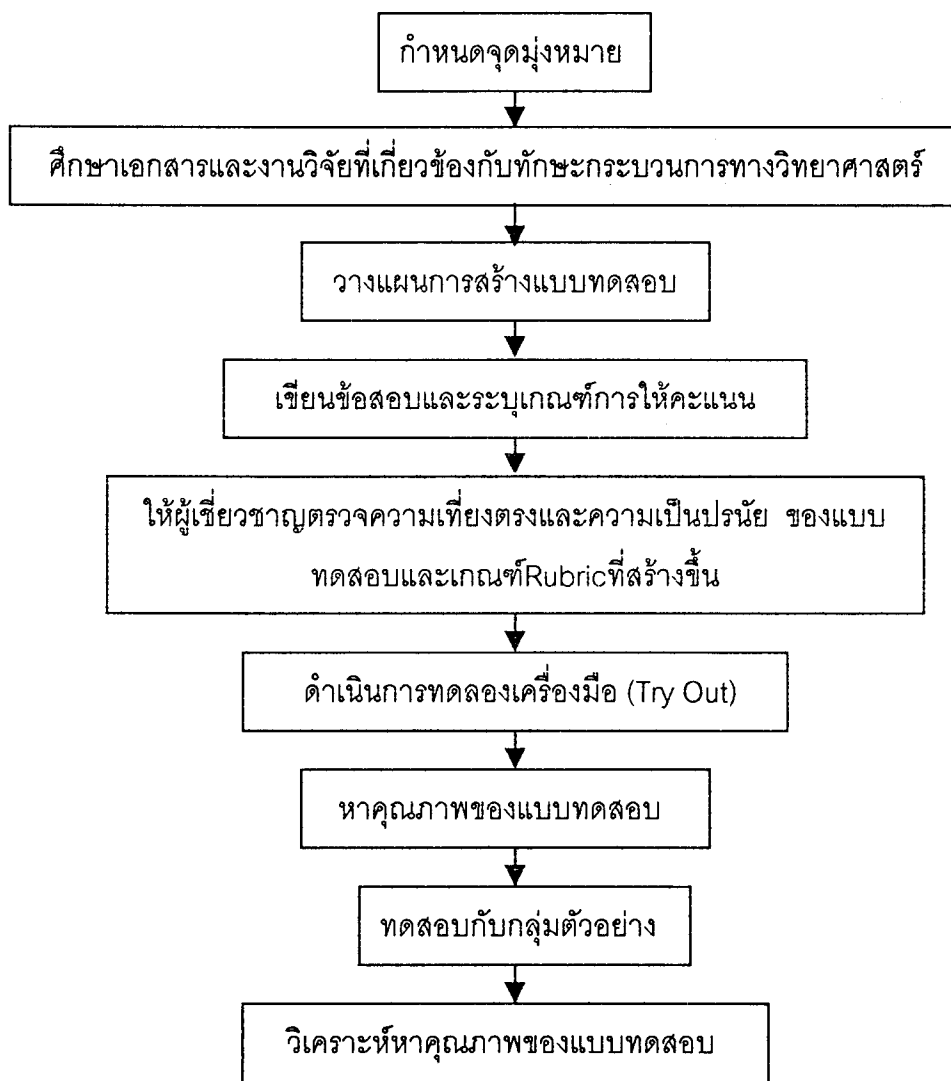 กำหนดจุดมุ่งหมาย
ศึกษาเอกสารและงานวิจัยที่เกี่ยวข้องกับทักษะกระบวนการทางวิทยาศาสตร์
วางแผนการสร้างแบบทดสอบ
เขียนข้อสอบและระบุเกณฑ์การให้คะแนน
ให้ผู้เชี่ยวชาญตรวจความเที่ยงตรงและความเป็นปรนัย ของแบบ
ทดสอบและเกณฑ์Rubricที่สร้างขึ้น
ดำเนินการทดลองเครื่องมือ (Try Out)
หาคุณภาพของแบบทดสอบ
ทดสอบกับกลุ่มตัวอย่าง
วิเคราะห์หาคุณภาพของแบบทดสอบ